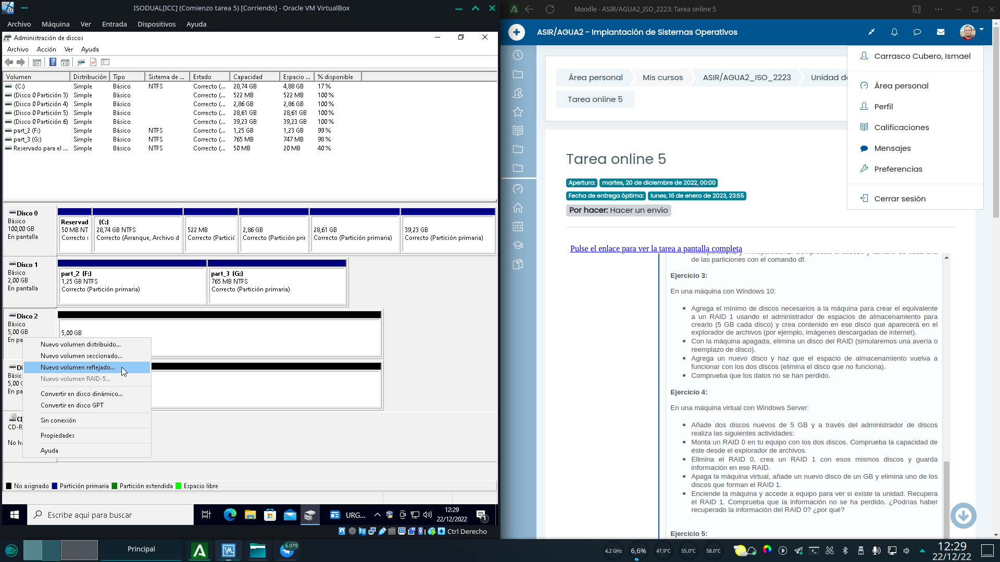 ISODUAL[ICC] (Comienzo tarea 5) [Corriendo] - Oracle VM VirtualBox
Archivo Máquina Ver Entrada Dispositivos Ayuda
Administración de discos
Archivo Acción Ver Ayuda
Volumen Distribución Tipo Sistema de ... Estado Capacidad Espacio ... % disponible
(C:) Simple Básico NTFS Correcto (... 28,74 GB 4,88 GB 17 %
(Disco 0 Partición 3) Simple Básico Correcto (... 522 MB 522 MB 100 %
(Disco 0 Partición 4) Simple Básico Correcto (... 2,86 GB 2,86 GB 100 %
(Disco 0 Partición 5) Simple Básico Correcto (... 28,61 GB 28,61 GB 100 %
(Disco 0 Partición 6) Simple Básico Correcto (... 39,23 GB 39,23 GB 100 %
part_2 (F:) Simple Básico NTFS Correcto (... 1,25 GB 1,23 GB 99 %
part_3 (G:) Simple Básico NTFS Correcto (... 765 MB 747 MB 98 %
Reservado para el ... Simple Básico NTFS Correcto (... 50 MB 20 MB 40 %
Disco 0
Básico
100,00 GB
En pantalla
Reservad
50 MB NT
Correcto
(C:)
28,74 GB NTFS
Correcto (Arranque, Archivo d
522 MB
Correcto (Partició
2,86 GB
Correcto (Partición prir
28,61 GB
Correcto (Partición primaria)
39,23 GB
Correcto (Partición primaria)
Disco 1
Básico
2,00 GB
En pantalla
part_2 (F:)
1,25 GB NTFS
Correcto (Partición primaria)
part_3 (G:)
765 MB NTFS
Correcto (Partición primaria)
Disco 2
Básico
5,00 GB
En pa
5,00 GB
Di
Básic
5,00
En pa
CD
CD-R
No ha
Nuevo volumen distribuido...
Nuevo volumen seccionado...
Nuevo volumen reflejado...
Nuevo volumen RAID-5...
Convertir en disco dinámico...
Convertir en disco GPT
Sin conexión
Propiedades
Ayuda
No asignado Partición primaria Partición extendida Espacio libre
Escribe aquí para buscar
URG...
12:29
22/12/2022
1
Ctrl Derecho
Moodle - ASIR/AGUA2_ISO_2223: Tarea online 5
ASIR/AGUA2 - Implantación de Sistemas Operativos
Carrasco Cubero, Ismael
Área personal
Perfil
Calificaciones
Mensajes
Preferencias
Cerrar sesión
Área personal Mis cursos ASIR/AGUA2_ISO_2223 Unidad de
Tarea online 5
Tarea online 5
Apertura: martes, 20 de diciembre de 2022, 00:00
Fecha de entrega óptima: lunes, 16 de enero de 2023, 23:55
Por hacer: Hacer un envío
Pulse el enlace para ver la tarea a pantalla completa
de las particiones con el comando df.
Ejercicio 3:
En una máquina con Windows 10:
Agrega el mínimo de discos necesarios a la máquina para crear el equivalente
a un RAID 1 usando el administrador de espacios de almacenamiento para
crearlo (5 GB cada disco) y crea contenido en ese disco que aparecerá en el
explorador de archivos (por ejemplo, imágenes descargadas de internet).
Con la máquina apagada, elimina un disco del RAID (simularemos una avería o
reemplazo de disco).
Agrega un nuevo disco y haz que el espacio de almacenamiento vuelva a
funcionar con los dos discos (elimina el disco que no funciona).
Comprueba que los datos no se han perdido.
Ejercicio 4:
En una máquina virtual con Windows Server:
Añade dos discos nuevos de 5 GB y a través del administrador de discos
realiza las siguientes actividades:
Monta un RAID 0 en tu equipo con los dos discos. Comprueba la capacidad de
éste desde el explorador de archivos.
Elimina el RAID 0, crea un RAID 1 con esos mismos discos y guarda
información en ese RAID.
Apaga la máquina virtual, añade un nuevo disco de un GB y elimina uno de los
discos que forman el RAID 1.
Enciende la máquina y accede a equipo para ver si existe la unidad. Recupera
el RAID 1. Comprueba que la información no se ha perdido. ¿Podrías haber
recuperado la información del RAID 0? ¿por qué?
Ejercicio 5:
Principal
6.079
4,2 GHz 6,6% 47,9°C 55,0°C 58,0°C
12:29
22/12/22